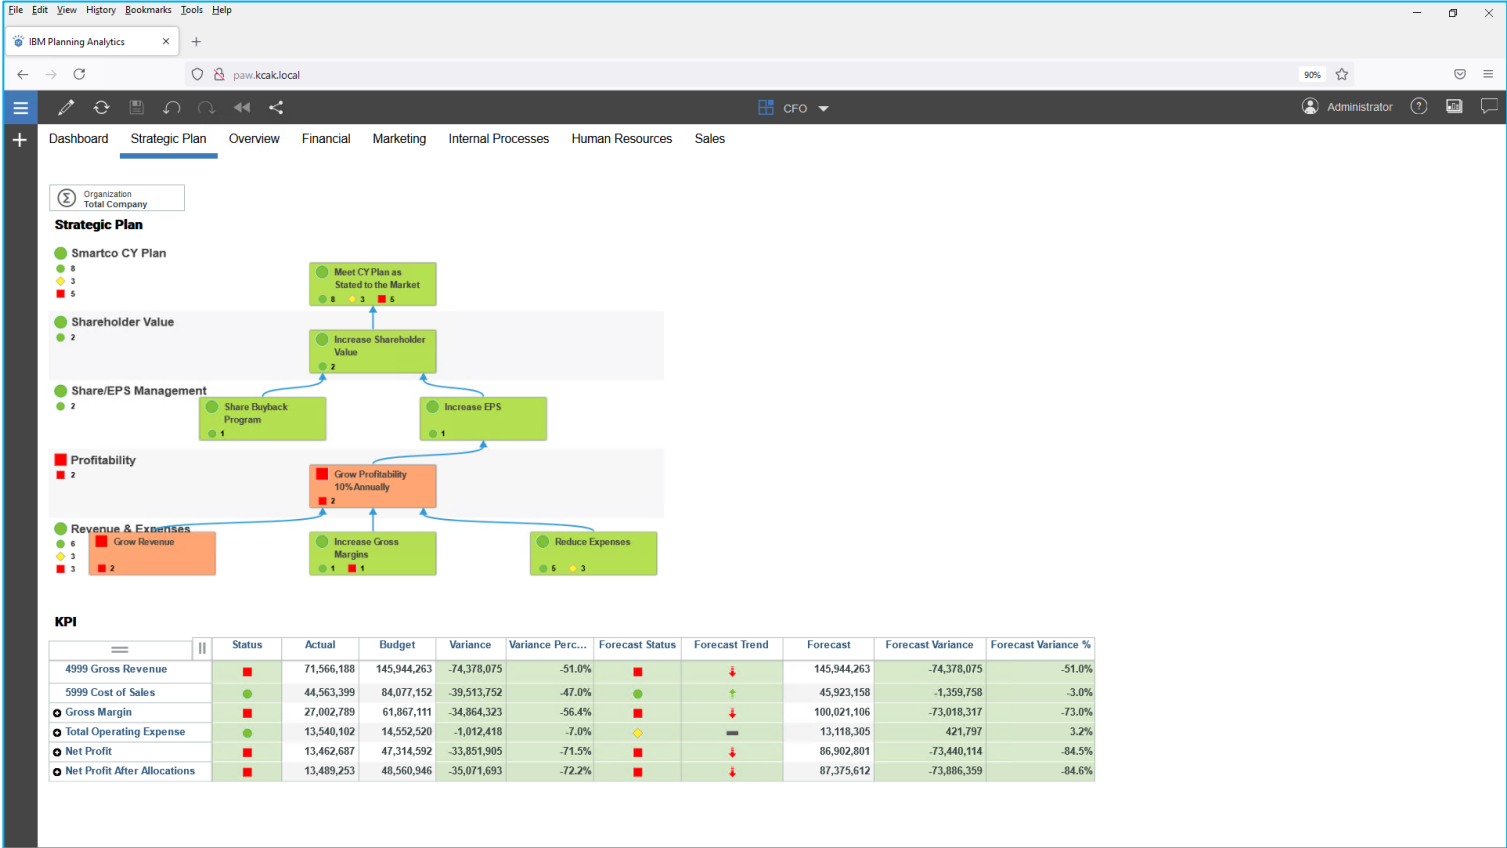 File Edit View History Bookmarks Tools Help
IBM Planning Analytics
paw.kcak.local
90%
CFO
Administrator
Dashboard Strategic Plan Overview Financial Marketing Internal Processes Human Resources Sales
Organization
Total Company
Strategic Plan
Smartco CY Plan
8
3
5
Meet CY Plan as
Stated to the Market
8 3 5
Shareholder Value
2
Increase Shareholder
Value
2
Share/EPS Management
2
Share Buyback
Program
1
Increase EPS
1
Profitability
2
Grow Profitability
10% Annually
2
Revenue & Expenses
6
3
3
Grow Revenue
2
Increase Gross
Margins
1 1
Reduce Expenses
5 3
KPI
Status Actual Budget Variance Variance Perc... Forecast Status Forecast Trend Forecast Forecast Variance Forecast Variance %
4999 Gross Revenue 71,566,188 145,944,263 -74,378,075 -51.0% 145,944,263 -74,378,075 -51.0%
5999 Cost of Sales 44,563,399 84,077,152 -39,513,752 -47.0% 45,923,158 -1,359,758 -3.0%
Gross Margin 27,002,789 61,867,111 -34,864,323 -56.4% 100,021,106 -73,018,317 -73.0%
Total Operating Expense 13,540,102 14,552,520 -1,012,418 -7.0% 13,118,305 421,797 3.2%
Net Profit 13,462,687 47,314,592 -33,851,905 -71.5% 86,902,801 -73,440,114 -84.5%
Net Profit After Allocations 13,489,253 48,560,946 -35,071,693 -72.2% 87,375,612 -73,886,359 -84.6%